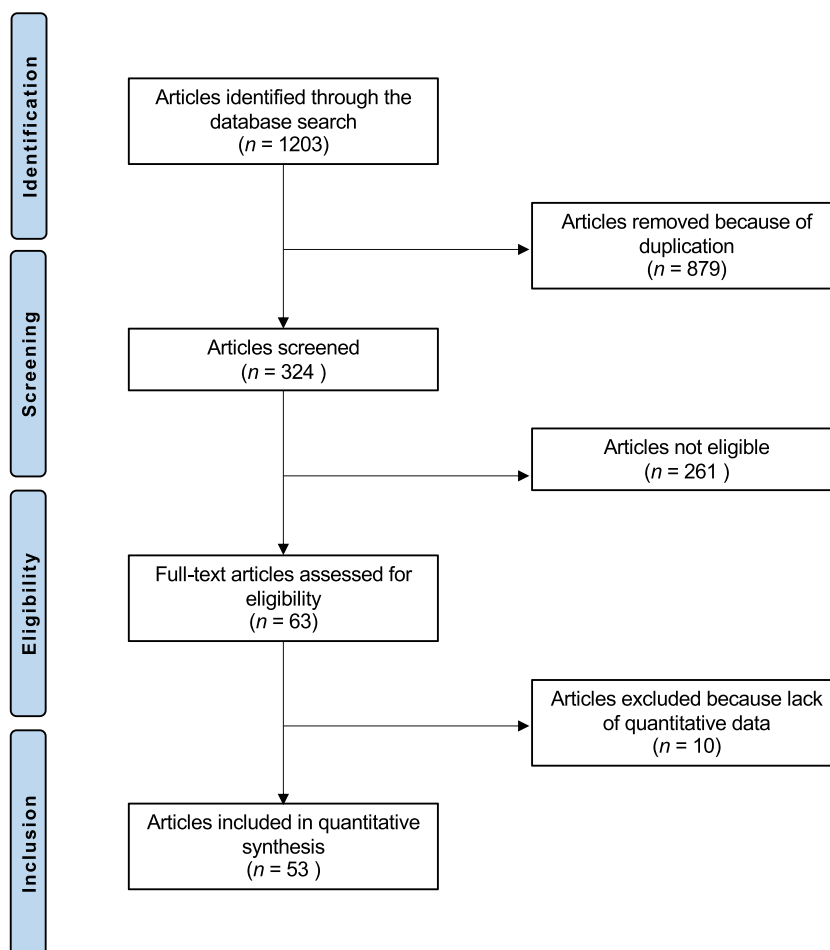 Identification
Articles identified through the
database search
(n = 1203)
Articles removed because of
duplication
(n = 879)
Screening
Articles screened
(n = 324 )
Articles not eligible
(n = 261 )
Eligibility
Full-text articles assessed for
eligibility
(n = 63)
Articles excluded because lack
of quantitative data
(n = 10)
Inclusion
Articles included in quantitative
synthesis
(n = 53 )